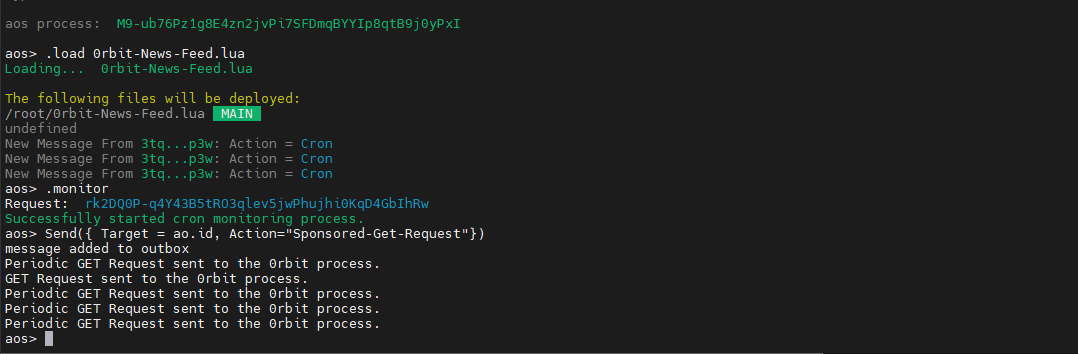 aos process:  M9-ub76Pz1g8E4zn2jvPi7SFDmqBYYIp8qtB9j0yPxI
aos> .load 0rbit-News-Feed.lua
Loading...  0rbit-News-Feed.lua
The following files will be deployed:
/root/0rbit-News-Feed.lua MAIN
undefined
New Message From 3tq...p3w: Action = Cron
New Message From 3tq...p3w: Action = Cron
New Message From 3tq...p3w: Action = Cron
aos> .monitor
Request:  rk2DQ0P-q4Y43B5tRO3qlev5jwPhujhi0KqD4GbIhRw
Successfully started cron monitoring process.
aos> Send({ Target = ao.id, Action="Sponsored-Get-Request"})
message added to outbox
Periodic GET Request sent to the 0rbit process.
GET Request sent to the 0rbit process.
Periodic GET Request sent to the 0rbit process.
Periodic GET Request sent to the 0rbit process.
Periodic GET Request sent to the 0rbit process.
aos>